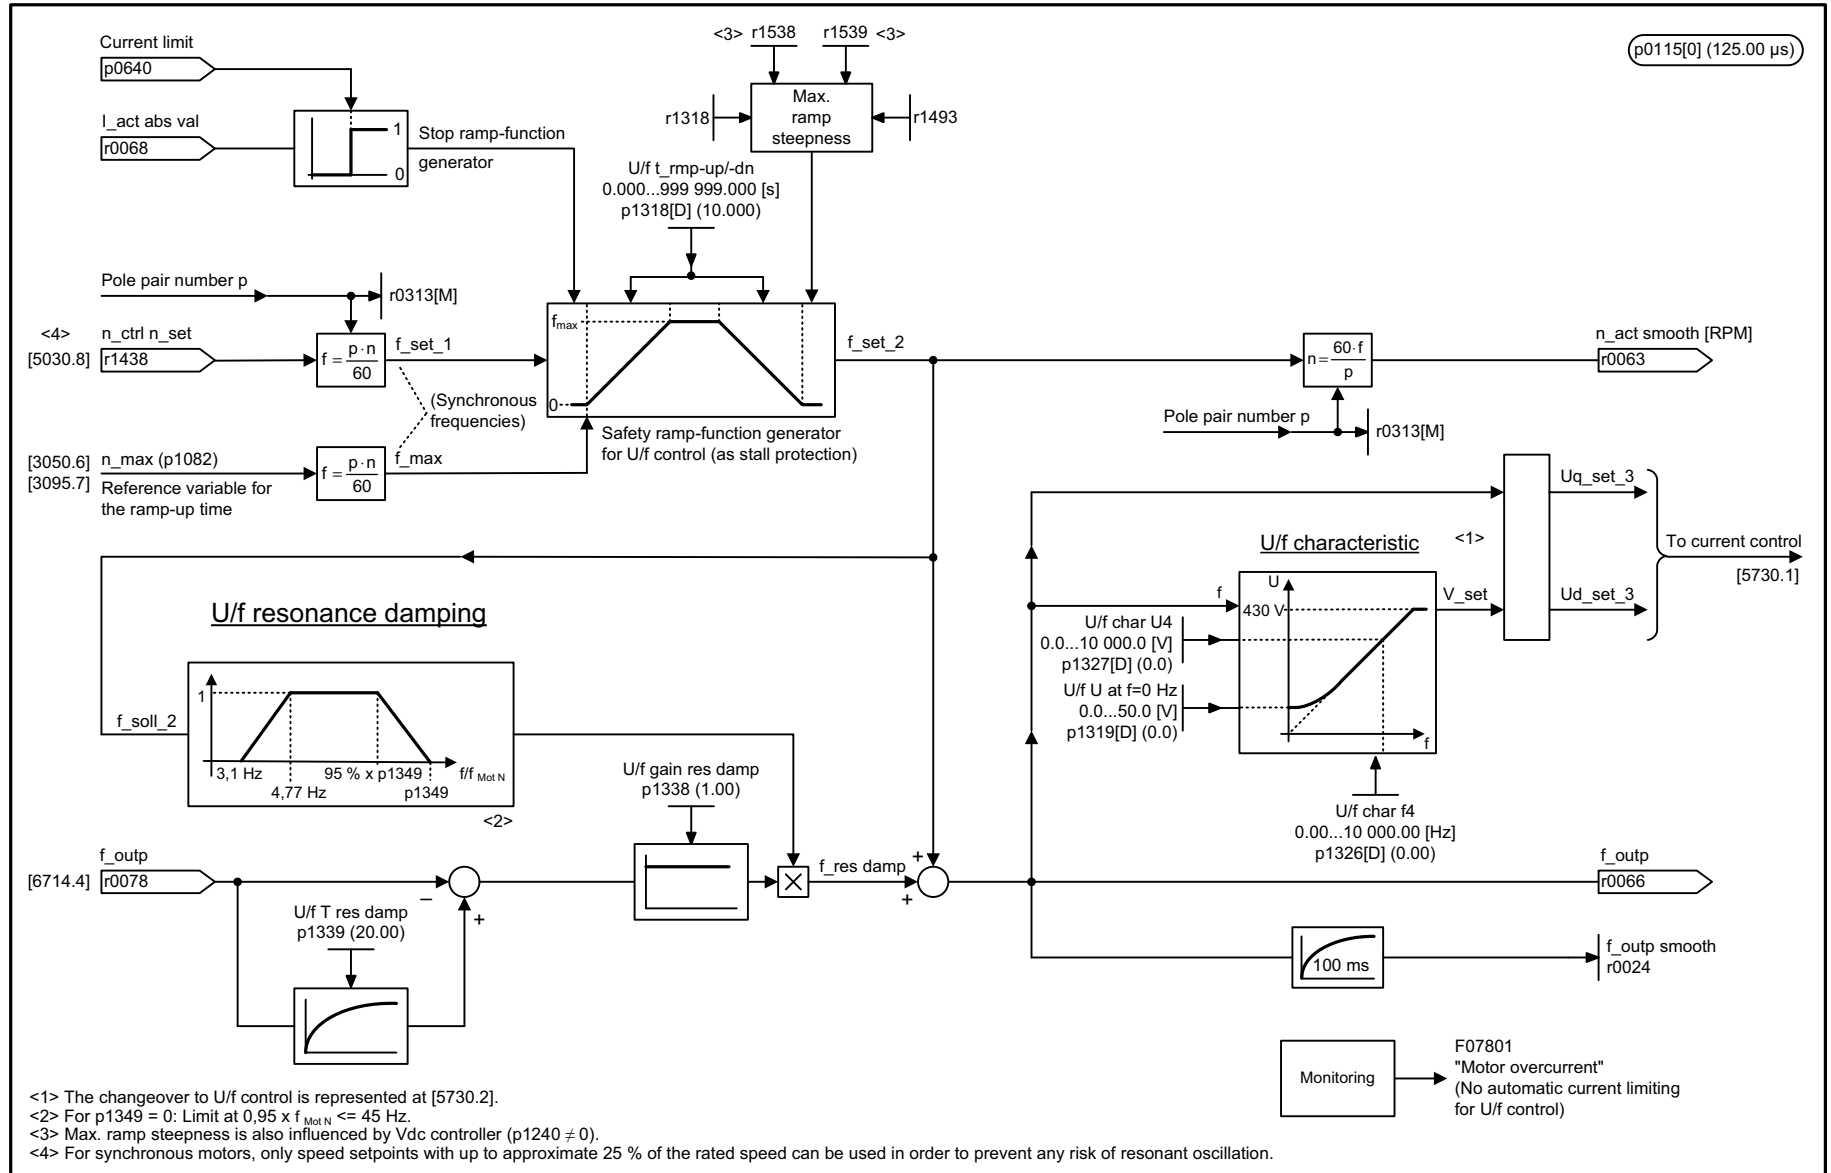 Current limit
p0640
I_act abs val
r0068
1
0
Stop ramp-function
generator
<3> r1538
r1539 <3>
p0115[0] (125.00 µs)
Max.
ramp
steepness
r1318
r1493
U/f t_rmp-up/-dn
0.000...999 999.000 [s]
p1318[D] (10.000)
Pole pair number p
r0313[M]
<4>
[5030.8]
n_ctrl n_set
r1438
f = p·n
60
f_set_1
(Synchronous
frequencies)
[3050.6]
[3095.7]
n_max (p1082)
Reference variable for
the ramp-up time
f = p·n
60
f_max
fmax
0
Safety ramp-function generator
for U/f control (as stall protection)
f_set_2
n = 60·f
p
n_act smooth [RPM]
r0063
Pole pair number p
r0313[M]
U/f resonance damping
f_soll_2
1
3,1 Hz
4,77 Hz
95 % x p1349
p1349
f/f Mot N
<2>
U/f gain res damp
p1338 (1.00)
[6714.4]
f_outp
r0078
–
+
U/f T res damp
p1339 (20.00)
f_res damp
+
+
U/f characteristic
<1>
f
U
430 V
f
U/f char U4
0.0...10 000.0 [V]
p1327[D] (0.0)
U/f U at f=0 Hz
0.0...50.0 [V]
p1319[D] (0.0)
U/f char f4
0.00...10 000.00 [Hz]
p1326[D] (0.00)
V_set
Uq_set_3
Ud_set_3
To current control
[5730.1]
f_outp
r0066
100 ms
f_outp smooth
r0024
Monitoring
F07801
"Motor overcurrent"
(No automatic current limiting
for U/f control)
<1> The changeover to U/f control is represented at [5730.2].
<2> For p1349 = 0: Limit at 0,95 x f Mot N <= 45 Hz.
<3> Max. ramp steepness is also influenced by Vdc controller (p1240 ≠ 0).
<4> For synchronous motors, only speed setpoints with up to approximate 25 % of the rated speed can be used in order to prevent any risk of resonant oscillation.